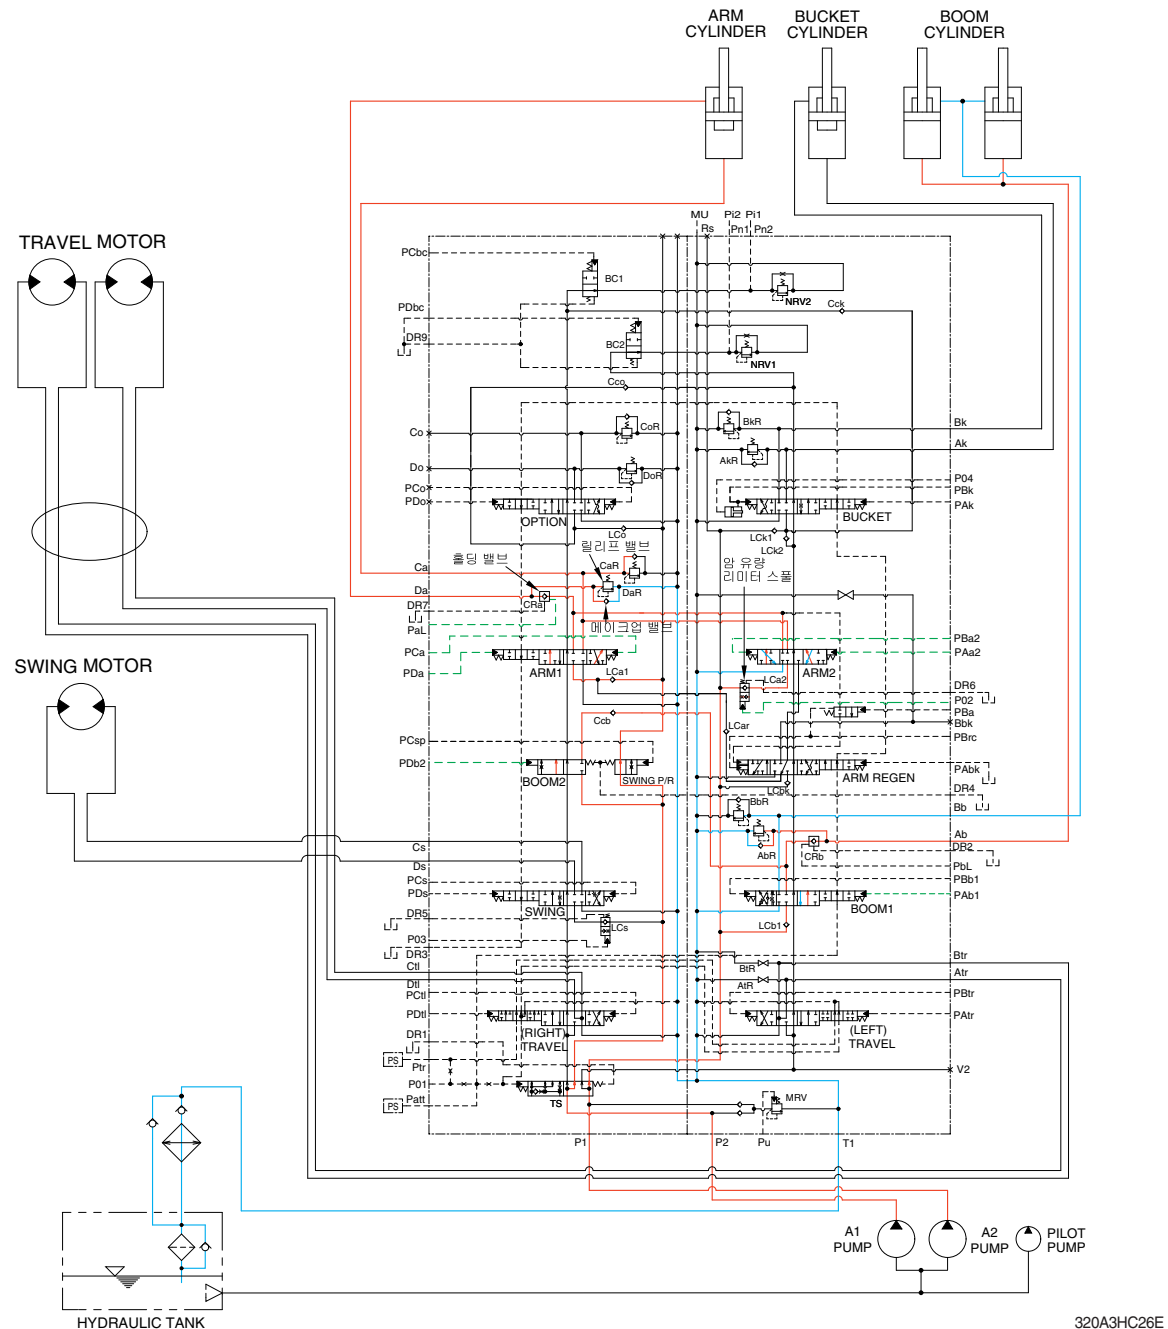 ARM
CYLINDER
BUCKET
CYLINDER
BOOM
CYLINDER
TRAVEL MOTOR
MU
Rs
Pi2
Pi1
Pn1
Pn2
PCbc
BC1
NRV2
PDbc
Cck
DR9
BC2
NRV1
Cco
Co
CoR
BkR
Bk
Ak
Do
DoR
AkR
PCo
PDo
P04
PBk
PAk
OPTION
BUCKET
LCo
LCk1
LCk2
홀딩 밸브
릴리프 밸브
암 유량
리미터 스풀
Ca
CaR
Da
DaR
CRa
DR7
PaL
메이크업 밸브
PBa2
PCa
PAa2
PDa
ARM1
LCa1
LCa2
ARM2
DR6
P02
SWING MOTOR
Ccb
LCar
PBa
Bbk
PCsp
PBrc
PDb2
PAbk
BOOM2
SWING P/R
ARM REGEN
LCbk
DR4
BbR
Bb
Cs
AbR
CRb
Ab
DR2
Ds
PbL
PCs
PBb1
PDs
PAb1
SWING
BOOM1
DR5
LCs
LCb1
P03
DR3
Ctl
BtR
Btr
AtR
Atr
Dtl
PCtl
PBtr
PDtl
PAtr
(RIGHT)
TRAVEL
(LEFT)
TRAVEL
DR1
PS
Ptr
V2
P01
PS
Patt
TS
MRV
P1
P2
Pu
T1
A1
PUMP
A2
PUMP
PILOT
PUMP
HYDRAULIC TANK
320A3HC26E